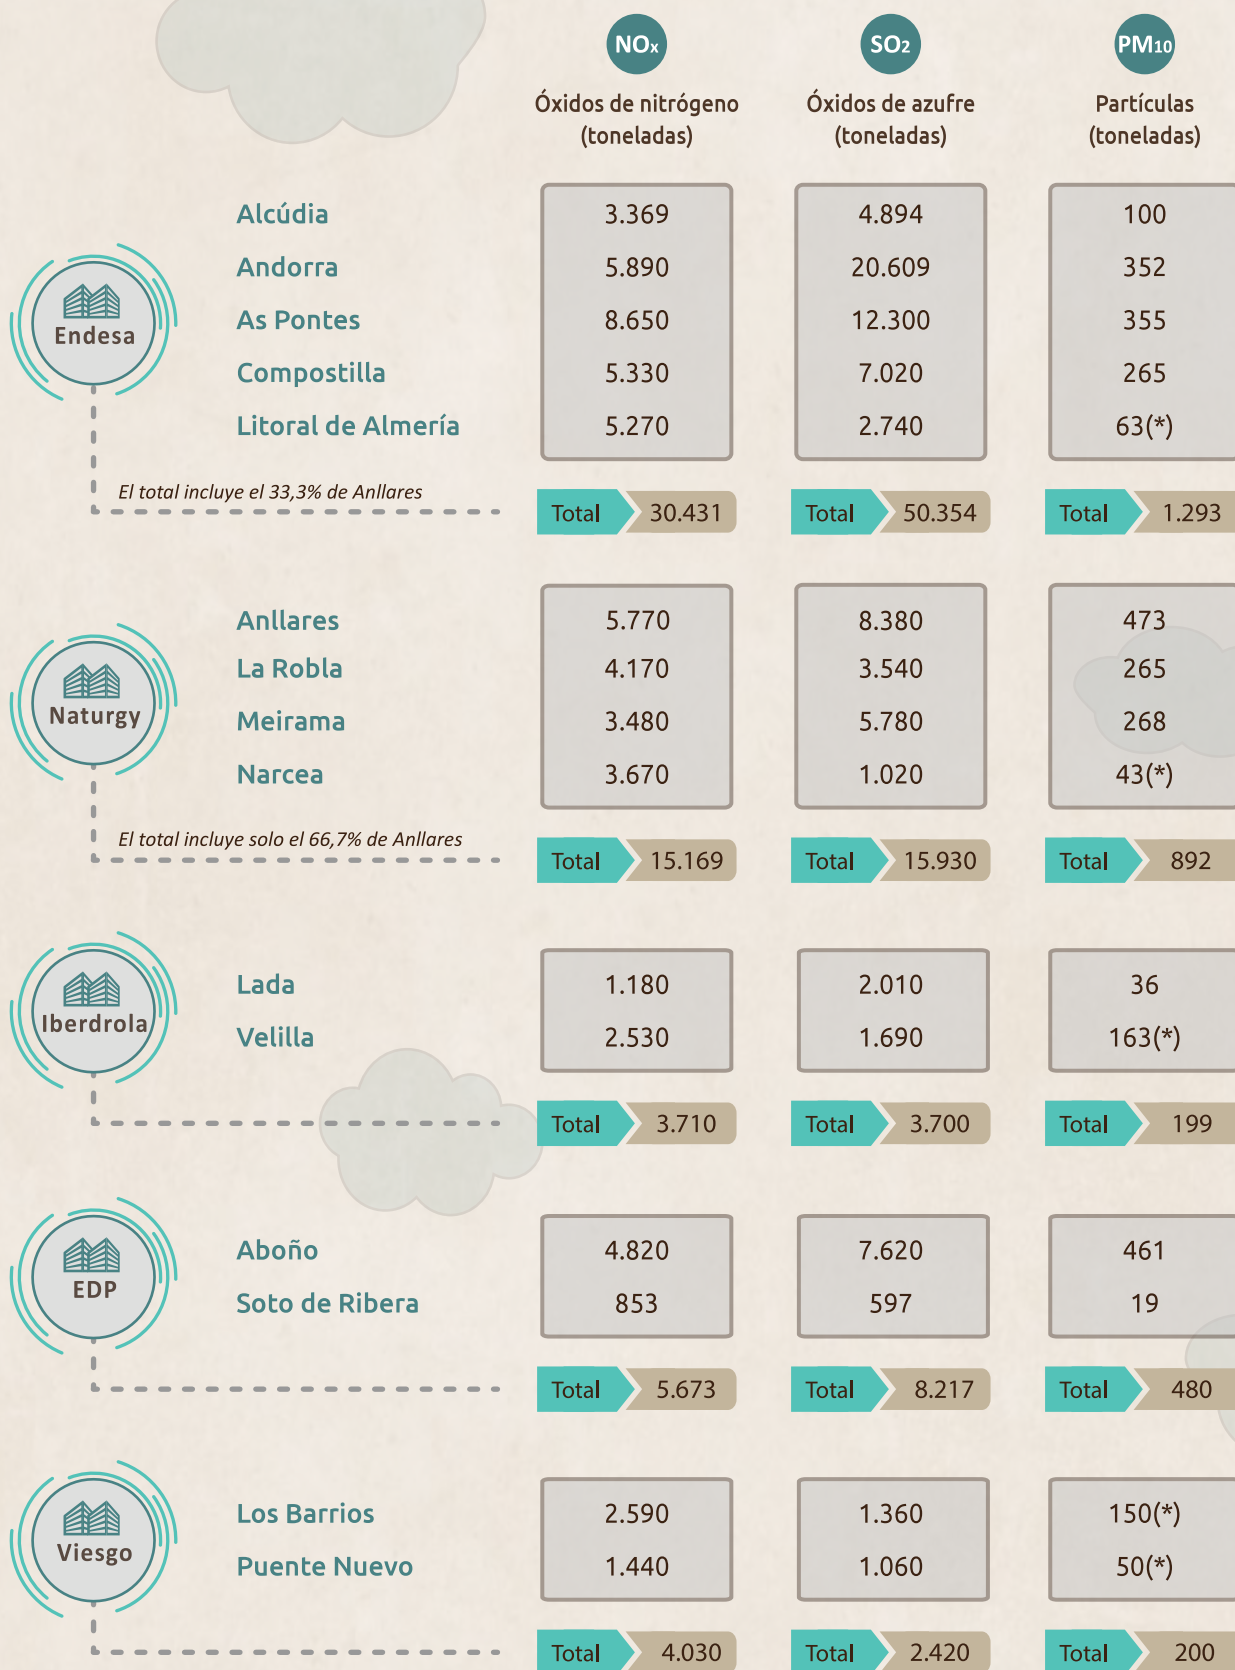 NOx SO2 PM10
Óxidos de nitrógeno Óxidos de azufre Partículas
(toneladas) (toneladas) (toneladas)
Endesa
Alcúdia 3.369 4.894 100
Andorra 5.890 20.609 352
As Pontes 8.650 12.300 355
Compostilla 5.330 7.020 265
Litoral de Almería 5.270 2.740 63(*)
El total incluye el 33,3% de Anllares
Total 30.431 Total 50.354 Total 1.293
Naturgy
Anllares 5.770 8.380 473
La Robla 4.170 3.540 265
Meirama 3.480 5.780 268
Narcea 3.670 1.020 43(*)
El total incluye solo el 66,7% de Anllares
Total 15.169 Total 15.930 Total 892
Iberdrola
Lada 1.180 2.010 36
Velilla 2.530 1.690 163(*)
Total 3.710 Total 3.700 Total 199
EDP
Aboño 4.820 7.620 461
Soto de Ribera 853 597 19
Total 5.673 Total 8.217 Total 480
Viesgo
Los Barrios 2.590 1.360 150(*)
Puente Nuevo 1.440 1.060 50(*)
Total 4.030 Total 2.420 Total 200